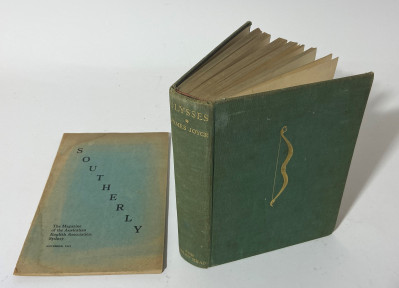 SOUTHERLY
The Magazine
of the Australian
English Association
Sydney
ULYSSES
JAMES JOYCE